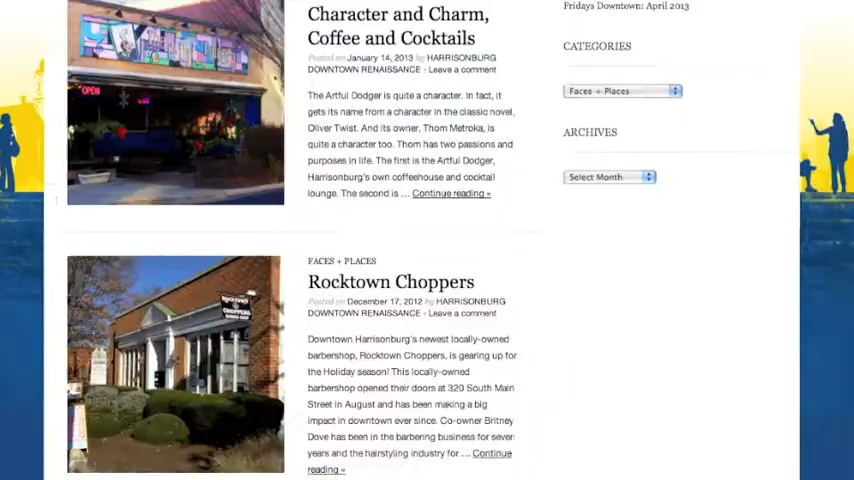 Character and Charm,
Coffee and Cocktails
Posted on January 14, 2013 by HARRISONBURG
DOWNTOWN RENAISSANCE - Leave a comment
The Artful Dodger is quite a character. In fact, it
gets its name from a character in the classic novel,
Oliver Twist. And its owner, Thom Metroka, is
quite a character too. Thom has two passions and
purposes in life. The first is the Artful Dodger,
Harrisonburg's own coffeehouse and cocktail
lounge. The second is ... Continue reading »
OPEN
FACES + PLACES
Rocktown Choppers
Posted on December 17, 2012 by HARRISONBURG
DOWNTOWN RENAISSANCE - Leave a comment
Downtown Harrisonburg's newest locally-owned
barbershop, Rocktown Choppers, is gearing up for
the Holiday season! This locally-owned
barbershop opened their doors at 320 South Main
Street in August and has been making a big
impact in downtown ever since. Co-owner Britney
Dove has been in the barbering business for seven
years and the hairstyling industry for ... Continue
reading »
ROCKTOWN
CHOPPERS
Fridays Downtown: April 2013
CATEGORIES
Faces + Places
ARCHIVES
Select Month